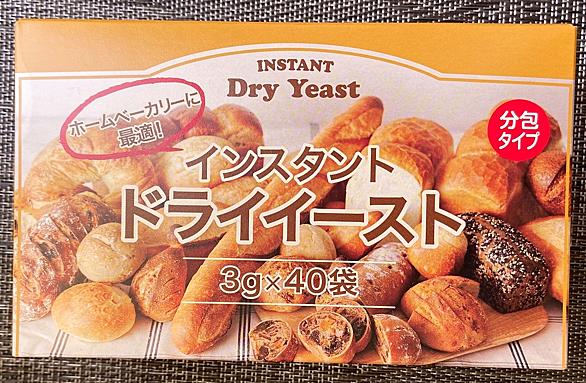 INSTANT
Dry Yeast
ホームベーカリーに
最適!
分包
タイプ
インスタント
ドライイースト
3g×40袋